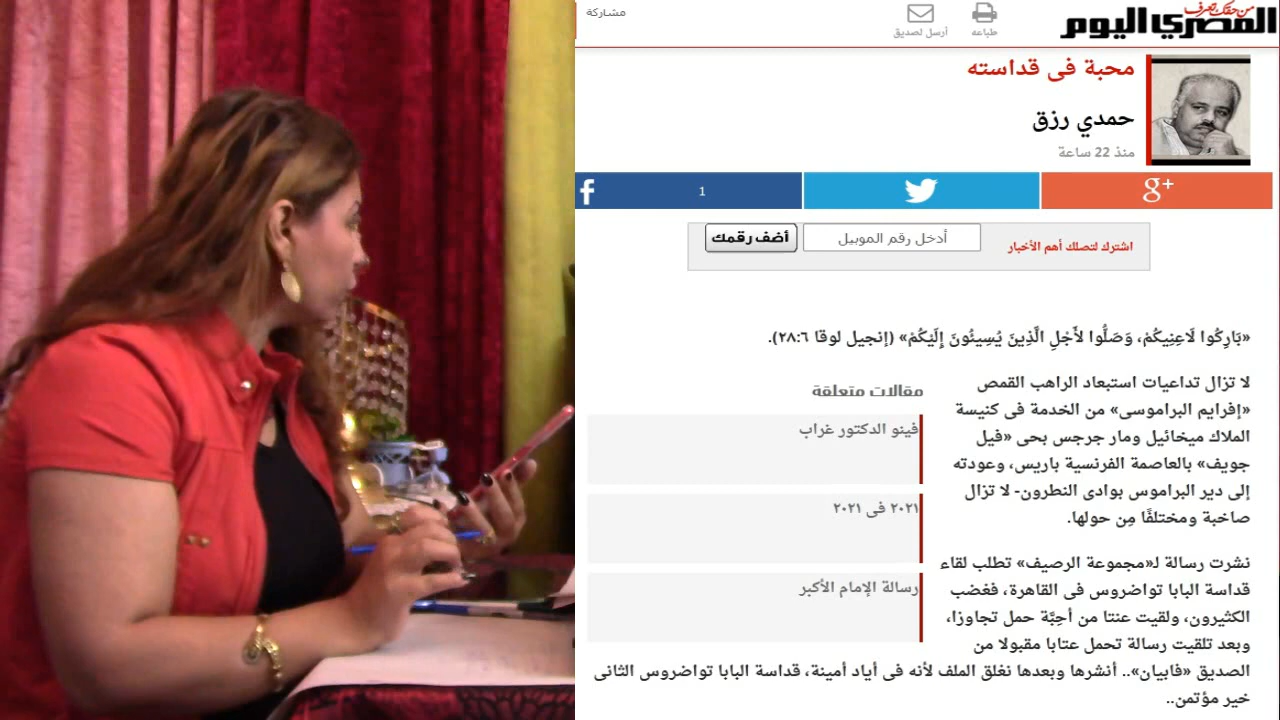 من حقك تعرف
المصري اليوم
طباعه
أرسل لصديق
مشاركة
محبة فى قداسته
حمدي رزق
منذ 22 ساعة
f
1
g+
اشترك لتصلك أهم الأخبار
أدخل رقم الموبيل
أضف رقمك
«بَارِكُوا لَاعِنِيكُمْ، وَصَلُّوا لأَجْلِ الَّذِينَ يُسِيئُونَ إِلَيْكُمْ» (إنجيل لوقا ٢٨:٦).
لا تزال تداعيات استبعاد الراهب القمص
«إفرايم البراموسى» من الخدمة فى كنيسة
الملاك ميخائيل ومار جرجس بحى «فيل
جويف» بالعاصمة الفرنسية باريس، وعودته
إلى دير البراموس بوادى النطرون- لا تزال
صاخبة ومختلفًا مِن حولها.
مقالات متعلقة
فينو الدكتور غراب
٢٠٢١ فى ٢٠٢١
رسالة الإمام الأكبر
نشرت رسالة لـ«مجموعة الرصيف» تطلب لقاء
قداسة البابا تواضروس فى القاهرة، فغضب
الكثيرون، ولقيت عنتا من أحِبَّة حمل تجاوزا،
وبعد تلقيت رسالة تحمل عتابا مقبولا من
الصديق «فابيان».. أنشرها وبعدها نغلق الملف لأنه فى أياد أمينة، قداسة البابا تواضروس الثانى
خير مؤتمن..